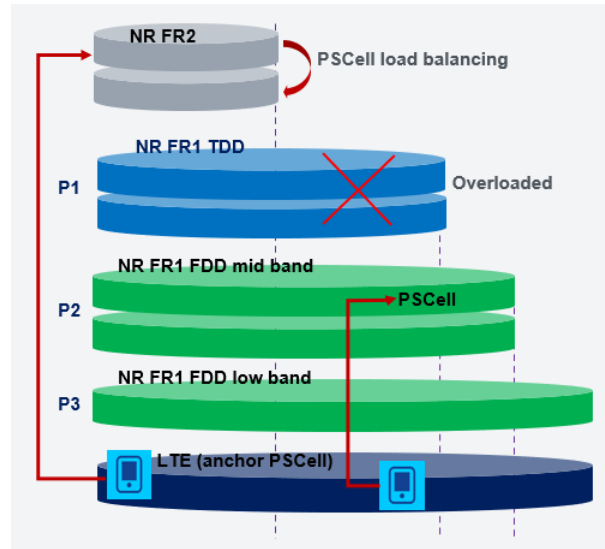 NR FR2
PSCell load balancing
NR FR1 TDD
P1
Overloaded
NR FR1 FDD mid band
PSCell
P2
NR FR1 FDD low band
P3
LTE (anchor PSCell)